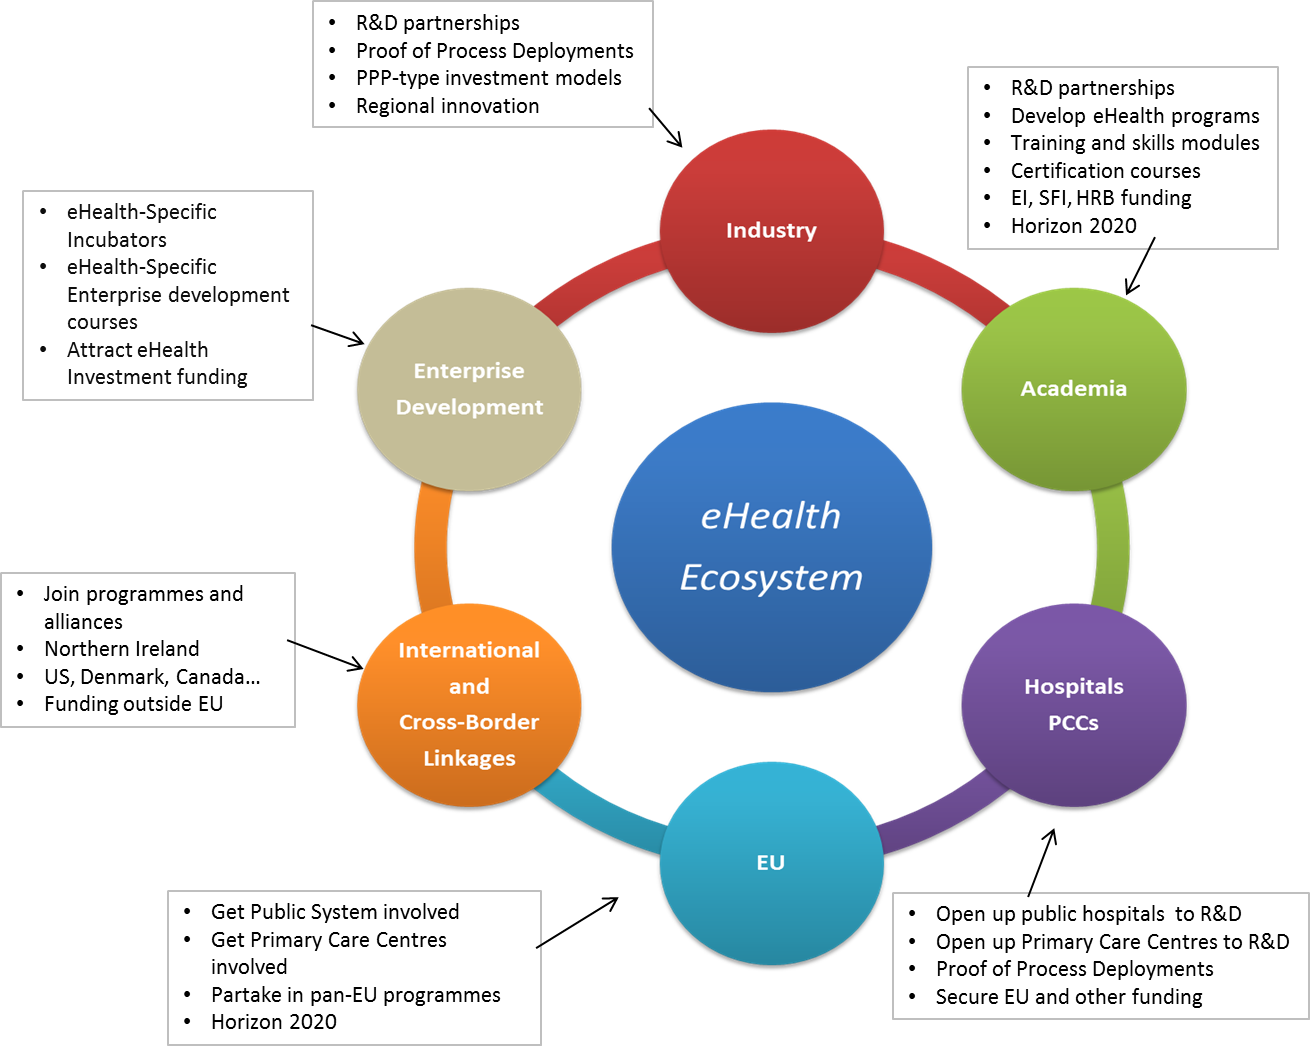 • R&D partnerships
• Proof of Process Deployments
• PPP-type investment models
• Regional innovation
• R&D partnerships
• Develop eHealth programs
• Training and skills modules
• Certification courses
• EI, SFI, HRB funding
• Horizon 2020
• eHealth-Specific
Incubators
• eHealth-Specific
Enterprise development
courses
• Attract eHealth
Investment funding
Industry
Enterprise
Development
Academia
eHealth
Ecosystem
• Join programmes and
alliances
• Northern Ireland
• US, Denmark, Canada...
• Funding outside EU
International
and
Cross-Border
Linkages
Hospitals
PCCs
EU
• Get Public System involved
• Get Primary Care Centres
involved
• Partake in pan-EU programmes
• Horizon 2020
• Open up public hospitals to R&D
• Open up Primary Care Centres to R&D
• Proof of Process Deployments
• Secure EU and other funding